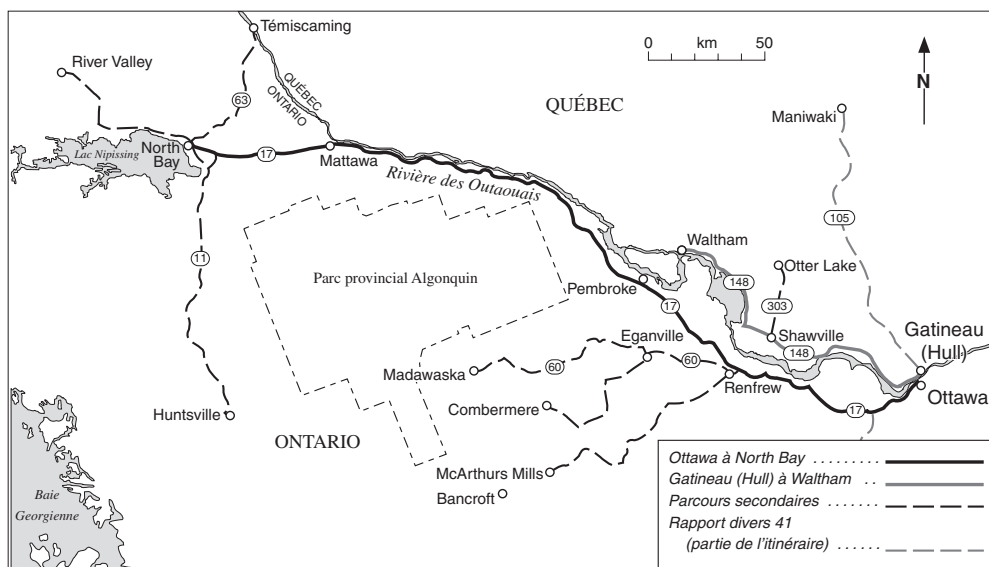 Témiscaming
River Valley
0 km 50
N
QUÉBEC
ONTARIO
QUÉBEC
63
Maniwaki
Lac Nipissing
North
Bay
17
Mattawa
Rivière des Outaouais
105
11
Waltham
Parc provincial Algonquin
148
Otter Lake
Pembroke
303
17
Shawville
Gatineau
(Hull)
Eganville
148
60
60
Madawaska
Renfrew
Ottawa
Combermere
Huntsville
17
ONTARIO
McArthurs Mills
Bancroft
Baie
Georgienne
Ottawa à North Bay .........
Gatineau (Hull) à Waltham ..
Parcours secondaires .......
Rapport divers 41
(partie de l'itinéraire) ......